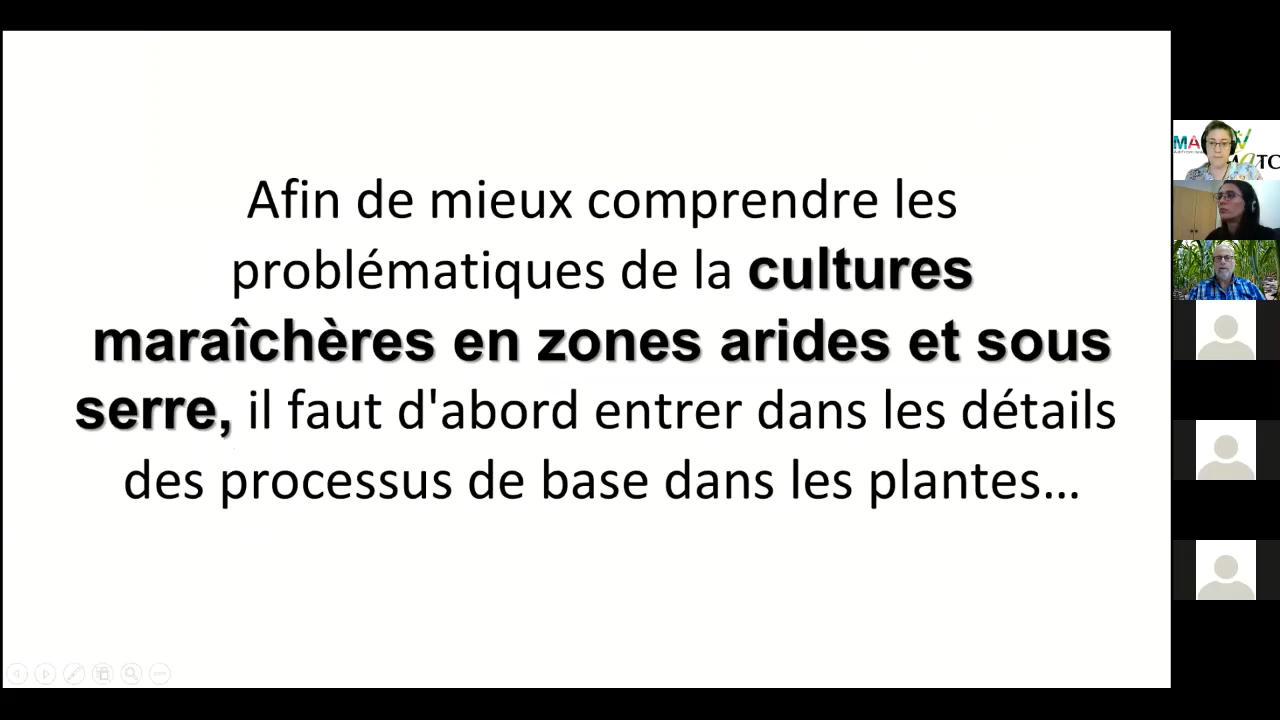 Afin de mieux comprendre les
problématiques de la cultures
maraîchères en zones arides et sous
serre, il faut d'abord entrer dans les détails
des processus de base dans les plantes...